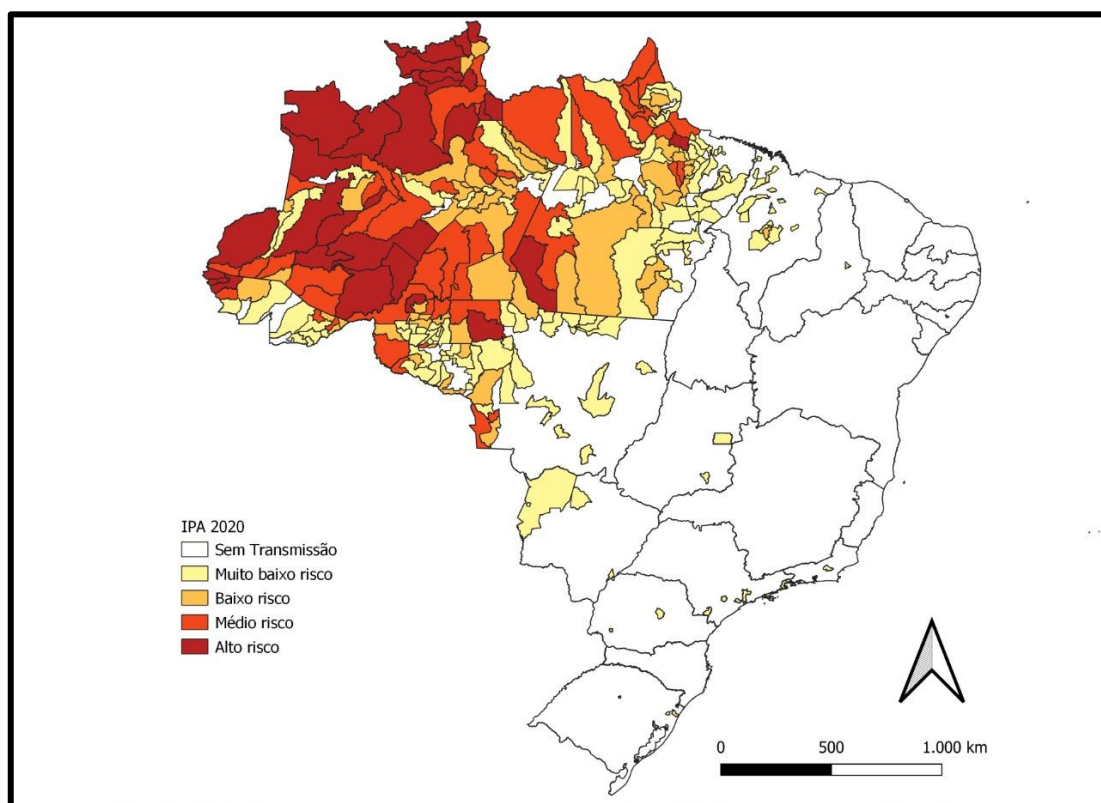 IPA 2020
Sem Transmissão
Muito baixo risco
Baixo risco
Médio risco
Alto risco
0 500 1.000 km